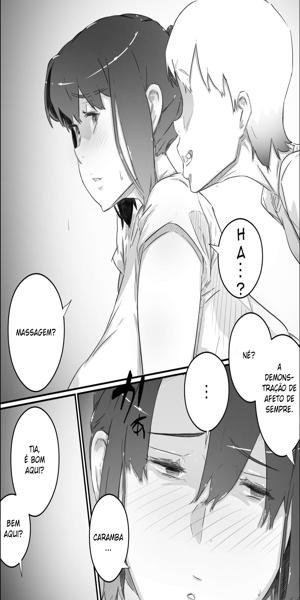 HA...?
MASSAGEM?
NÉ?
A
DEMONS-
TRAÇÃO DE
AFETO DE
SEMPRE.
...
TIA,
É BOM
AQUI?
BEM
AQUI?
CARAMBA
...